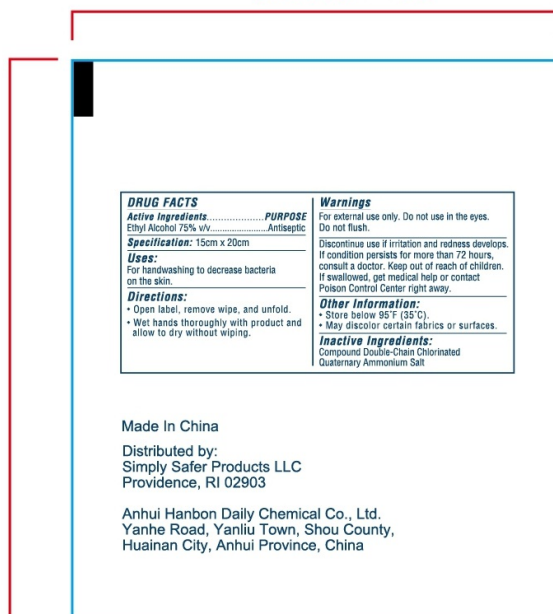 DRUG FACTS
Active Ingredients....................PURPOSE
Ethyl Alcohol 75% v/v.......................Antiseptic
Specification: 15cm x 20cm
Uses:
For handwashing to decrease bacteria
on the skin.
Directions:
• Open label, remove wipe, and unfold.
• Wet hands thoroughly with product and
allow to dry without wiping.
Warnings
For external use only. Do not use in the eyes.
Do not flush.
Discontinue use if irritation and redness develops.
If condition persists for more than 72 hours,
consult a doctor. Keep out of reach of children.
If swallowed, get medical help or contact
Poison Control Center right away.
Other Information:
• Store below 95°F (35°C).
• May discolor certain fabrics or surfaces.
Inactive Ingredients:
Compound Double-Chain Chlorinated
Quaternary Ammonium Salt
Made In China
Distributed by:
Simply Safer Products LLC
Providence, RI 02903
Anhui Hanbon Daily Chemical Co., Ltd.
Yanhe Road, Yanliu Town, Shou County,
Huainan City, Anhui Province, China